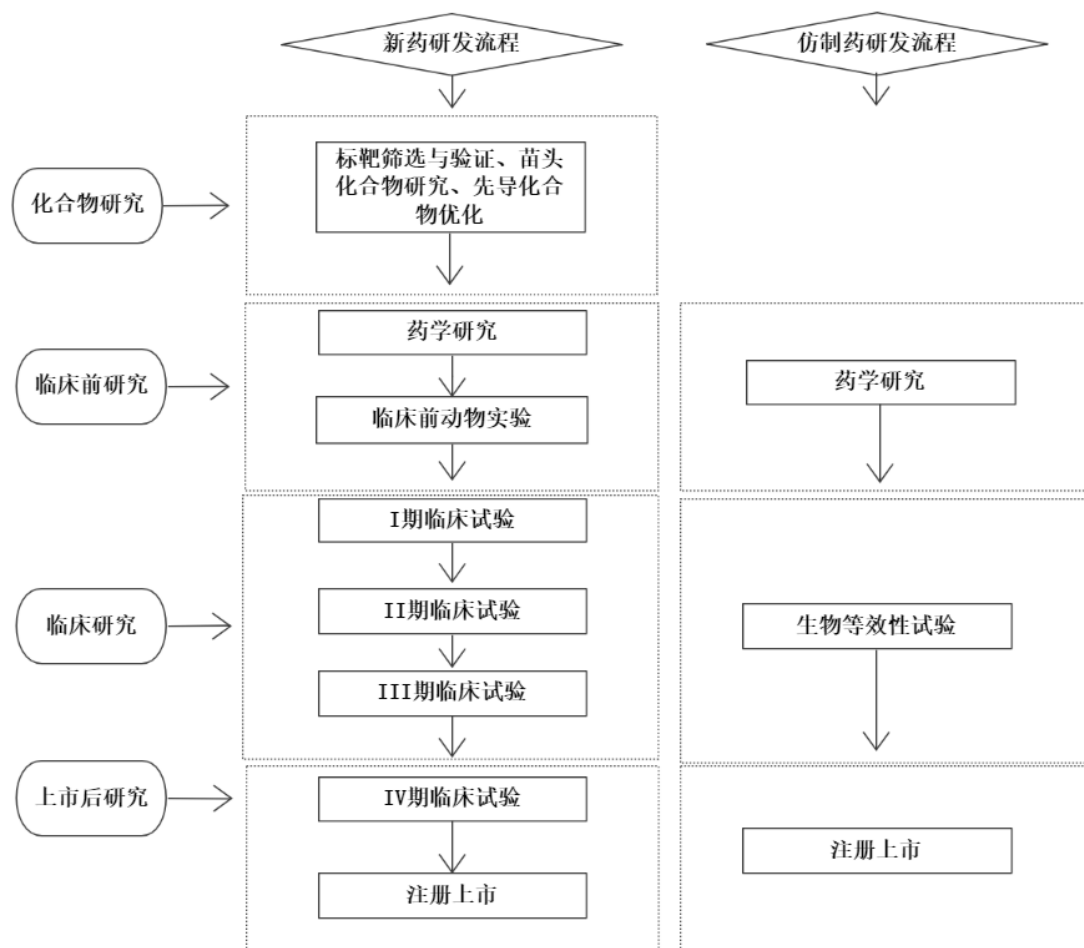 新药研发流程
仿制药研发流程
化合物研究
标靶筛选与验证、苗头
化合物研究、先导化合
物优化
临床前研究
药学研究
临床前动物实验
药学研究
临床研究
I期临床试验
II期临床试验
III期临床试验
生物等效性试验
上市后研究
IV期临床试验
注册上市
注册上市